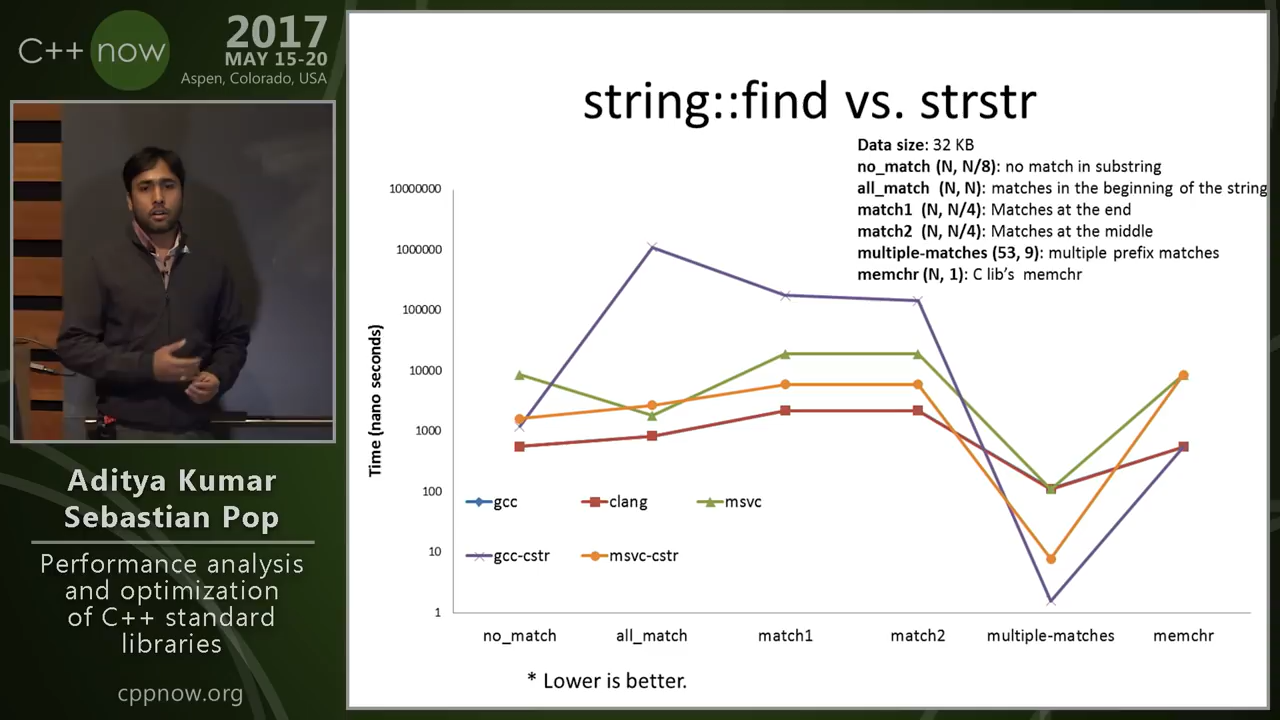 C++ now
2017
MAY 15-20
Aspen, Colorado, USA
Aditya Kumar
Sebastian Pop
Performance analysis
and optimization
of C++ standard
libraries
cppnow.org
string::find vs. strstr
Data size: 32 KB
no_match (N, N/8): no match in substring
all_match (N, N): matches in the beginning of the string
match1 (N, N/4): Matches at the end
match2 (N, N/4): Matches at the middle
multiple-matches (53, 9): multiple prefix matches
memchr (N, 1): C lib's memchr
Time (nano seconds)
10000000
1000000
100000
10000
1000
100
10
1
gcc clang msvc
gcc-cstr msvc-cstr
no_match all_match match1 match2 multiple-matches memchr
* Lower is better.